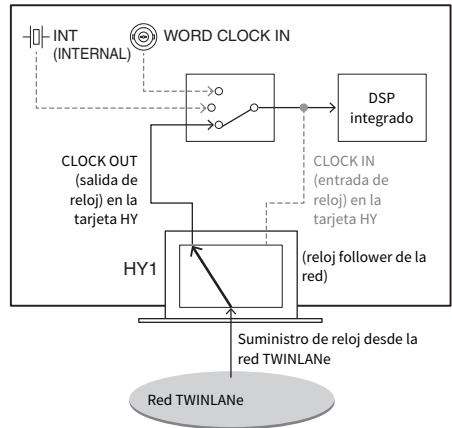 INT
(INTERNAL)
WORD CLOCK IN
DSP
integrado
CLOCK OUT
(salida de
reloj) en la
tarjeta HY
CLOCK IN
(entrada de
reloj) en la
tarjeta HY
HY1
(reloj follower de la
red)
Suministro de reloj desde la
red TWINLANe
Red TWINLANe